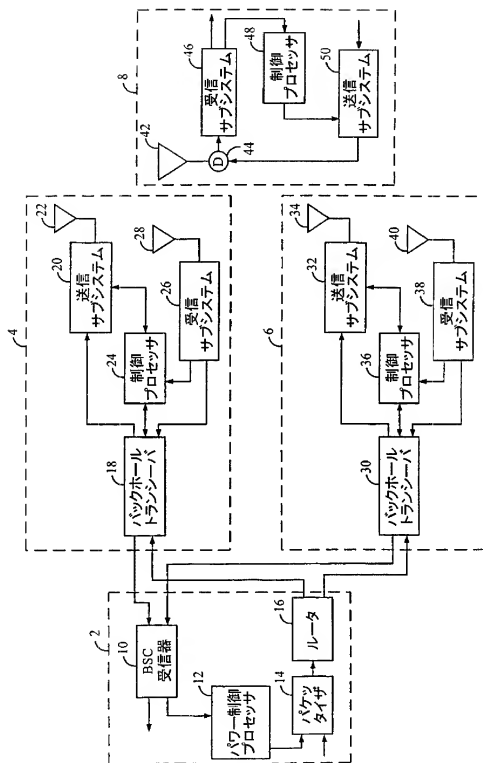 2
10
BSC
受信器
12
パワー制御
プロセッサ
14
パケッ
タイザ
16
ルータ
4
18
バックホール
トランシーバ
20
送信
サブシステム
22
24
制御
プロセッサ
26
受信
サブシステム
28
6
30
バックホール
トランシーバ
32
送信
サブシステム
34
36
制御
プロセッサ
38
受信
サブシステム
40
8
42
D
44
46
受信
サブシステム
48
制御
プロセッサ
50
送信
サブシステム